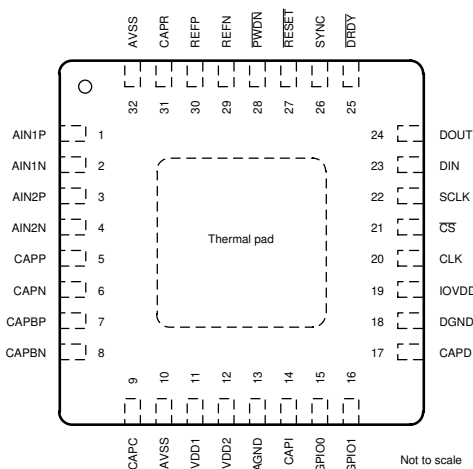 AVSS
CAPR
REFP
REFN
PWDN
RESET
SYNC
DRDY
32
31
30
29
28
27
26
25
AIN1P 1
AIN1N 2
AIN2P 3
AIN2N 4
CAPP 5
CAPN 6
CAPBP 7
CAPBN 8
Thermal pad
24 DOUT
23 DIN
22 SCLK
21 CS
20 CLK
19 IOVDD
18 DGND
17 CAPD
9
10
11
12
13
14
15
16
CAPC
AVSS
VDD1
VDD2
AGND
CAPI
GPIO0
GPIO1
Not to scale